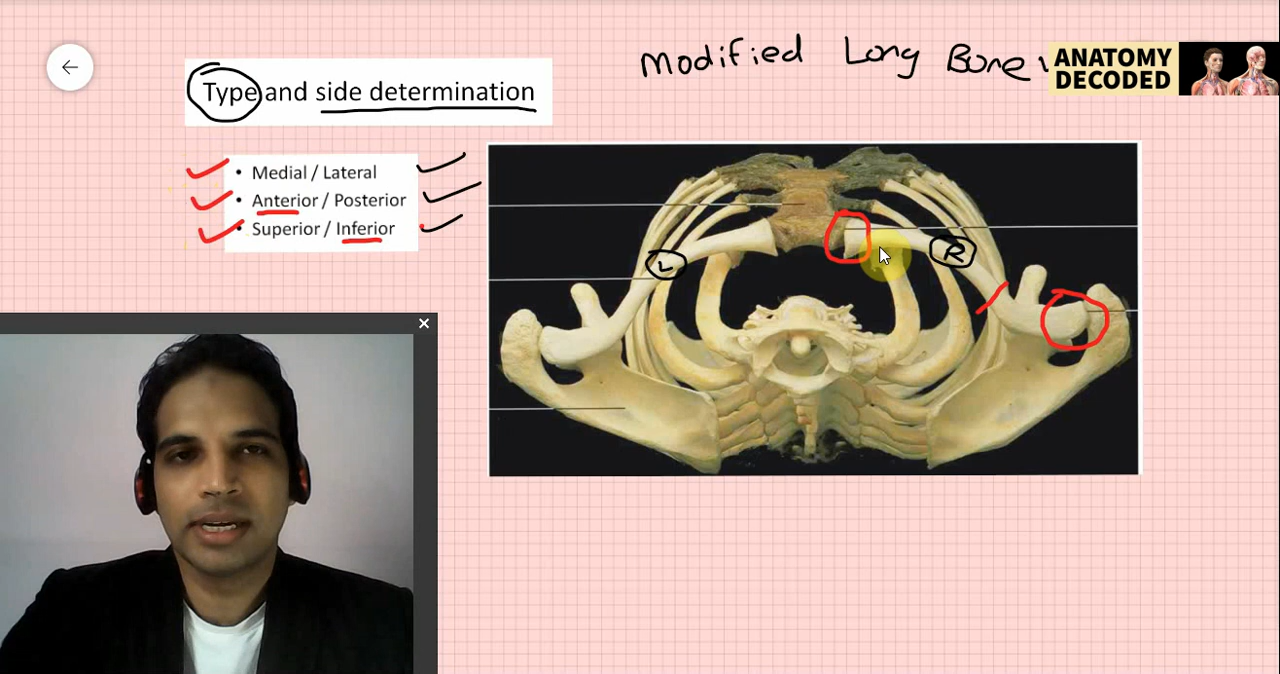 Modified Long Bone
ANATOMY
DECODED
Type and side determination
• Medial / Lateral
• Anterior / Posterior
• Superior / Inferior
L
R